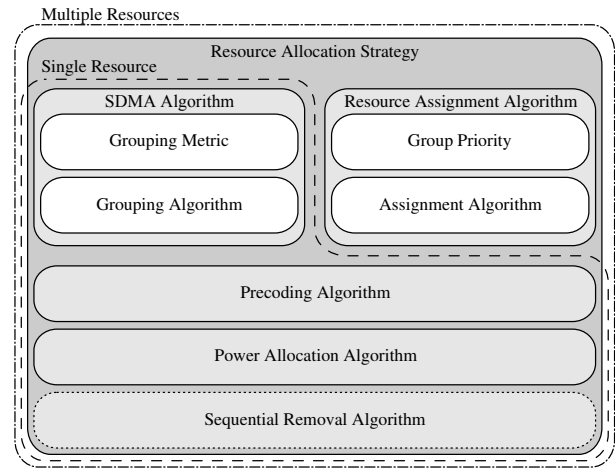 Multiple Resources
Resource Allocation Strategy
Single Resource
SDMA Algorithm
Grouping Metric
Grouping Algorithm
Resource Assignment Algorithm
Group Priority
Assignment Algorithm
Precoding Algorithm
Power Allocation Algorithm
Sequential Removal Algorithm